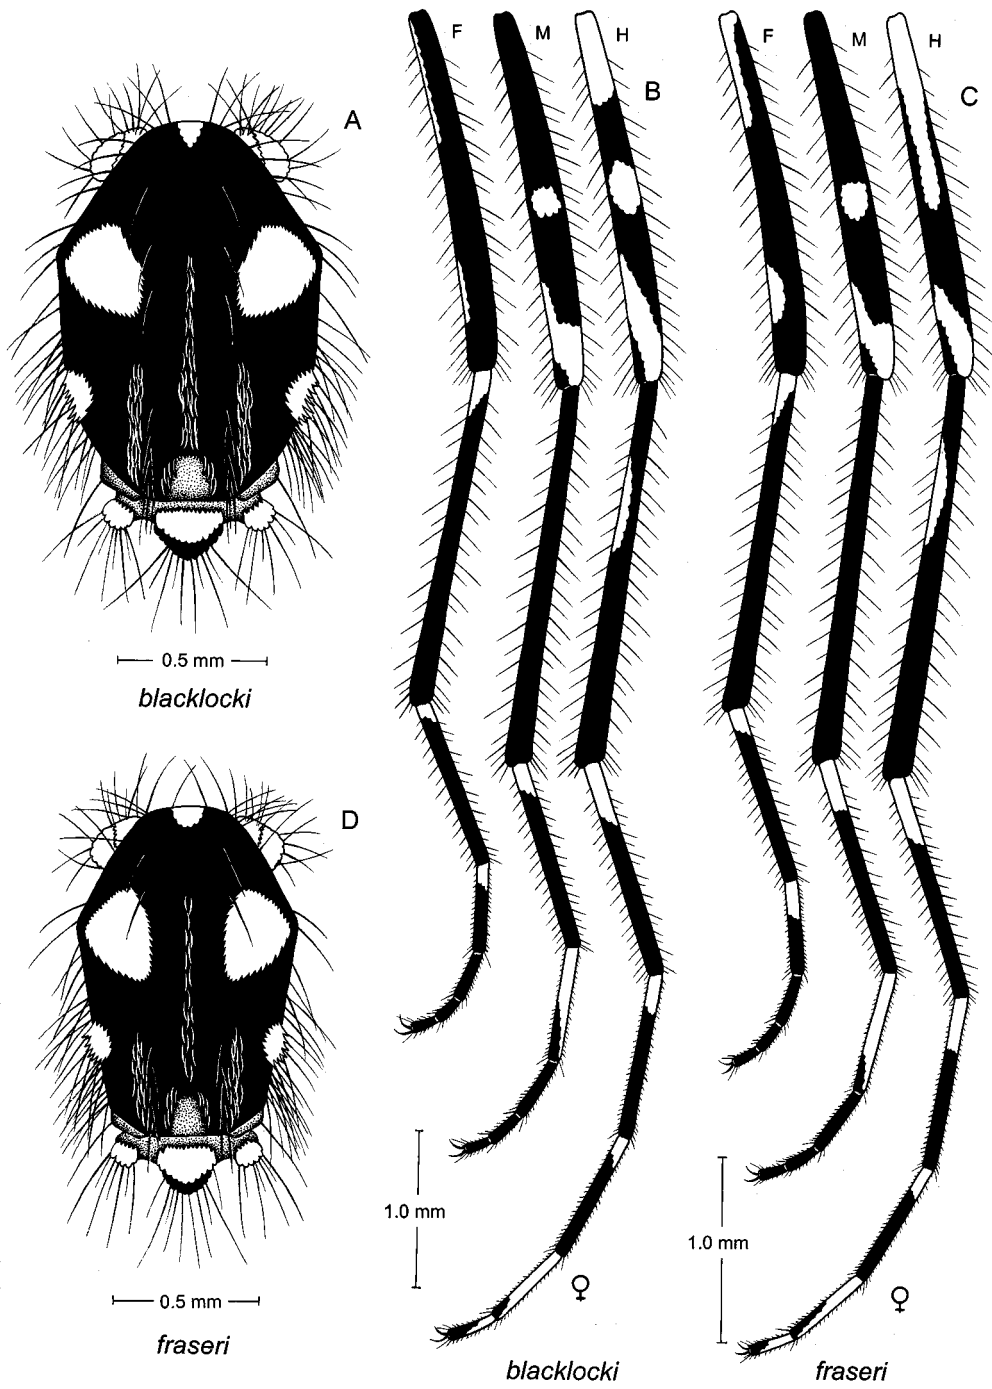 A
0.5 mm
blacklocki
D
0.5 mm
fraseri
F M H
B
1.0 mm
♀
blacklocki
F M H
C
1.0 mm
♀
fraseri